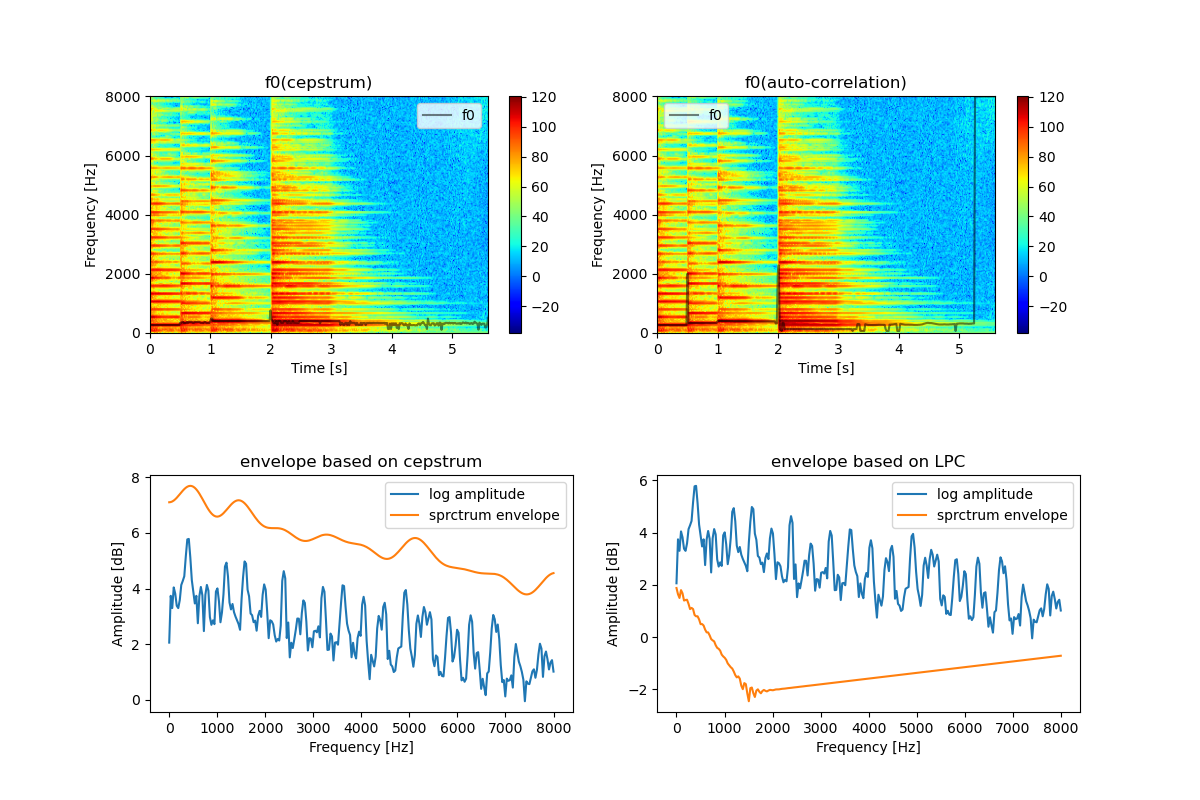 f0(cepstrum)
Frequency [Hz]
8000
6000
4000
2000
0
f0
0 1 2 3 4 5
Time [s]
120
100
80
60
40
20
0
−20
f0(auto-correlation)
Frequency [Hz]
8000
6000
4000
2000
0
f0
0 1 2 3 4 5
Time [s]
120
100
80
60
40
20
0
−20
envelope based on cepstrum
Amplitude [dB]
8
6
4
2
0
log amplitude
sprctrum envelope
0 1000 2000 3000 4000 5000 6000 7000 8000
Frequency [Hz]
envelope based on LPC
Amplitude [dB]
6
4
2
0
−2
log amplitude
sprctrum envelope
0 1000 2000 3000 4000 5000 6000 7000 8000
Frequency [Hz]